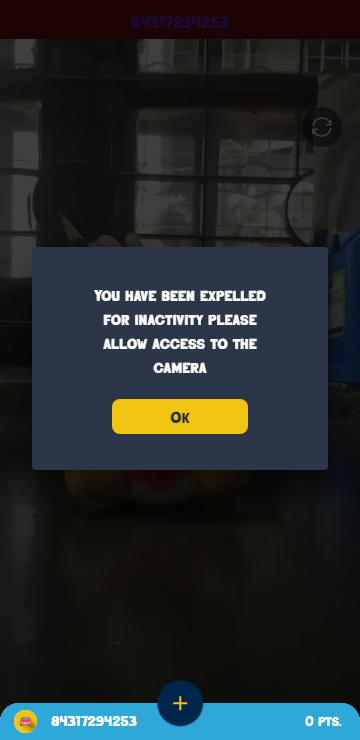 84317294253
YOU HAVE BEEN EXPELLED
FOR INACTIVITY PLEASE
ALLOW ACCESS TO THE
CAMERA
OK
84317294253
0 PTS.